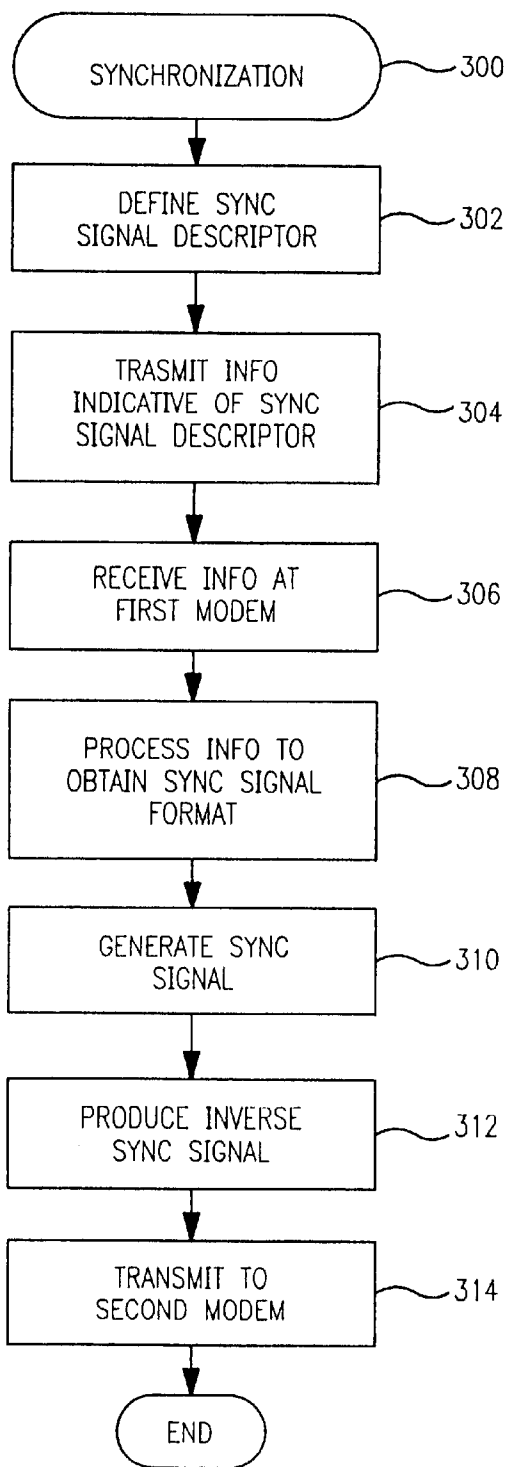 SYNCHRONIZATION
300
DEFINE SYNC
SIGNAL DESCRIPTOR
302
TRASMIT INFO
INDICATIVE OF SYNC
SIGNAL DESCRIPTOR
304
RECEIVE INFO AT
FIRST MODEM
306
PROCESS INFO TO
OBTAIN SYNC SIGNAL
FORMAT
308
GENERATE SYNC
SIGNAL
310
PRODUCE INVERSE
SYNC SIGNAL
312
TRANSMIT TO
SECOND MODEM
314
END